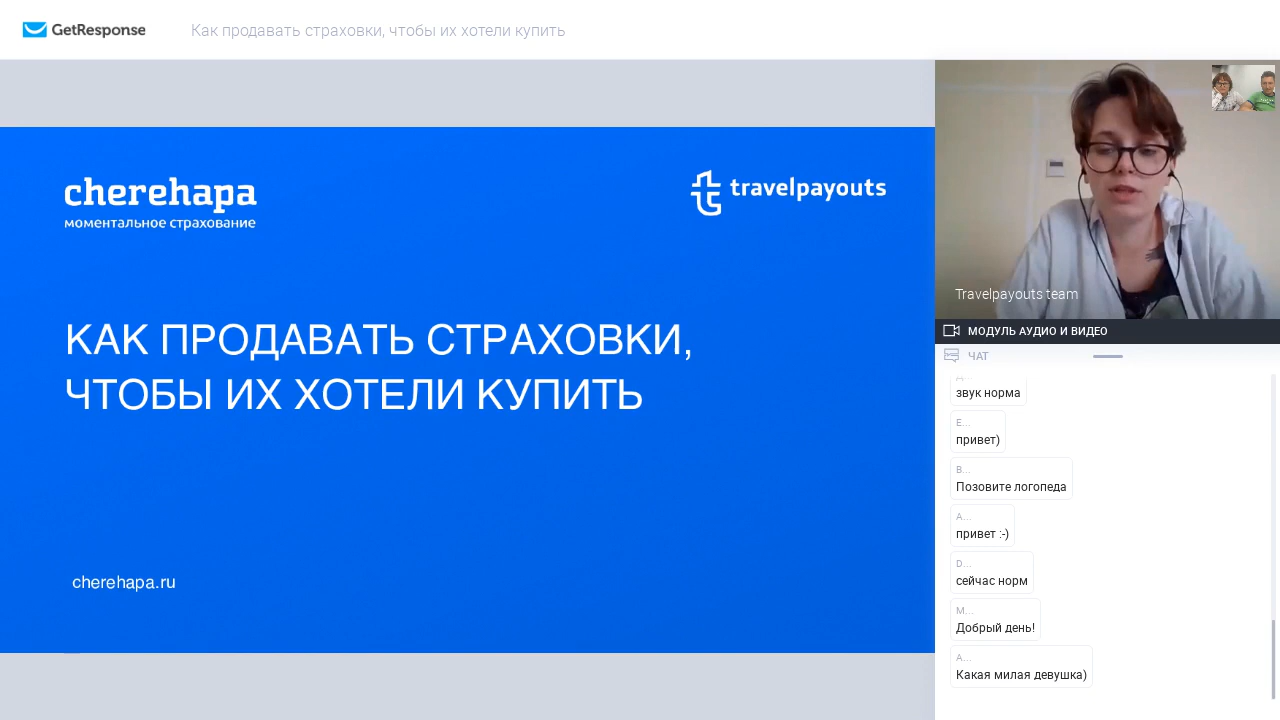 GetResponse
Как продавать страховки, чтобы их хотели купить
cherehapa
моментальное страхование
travelpayouts
КАК ПРОДАВАТЬ СТРАХОВКИ,
ЧТОБЫ ИХ ХОТЕЛИ КУПИТЬ
cherehapa.ru
Travelpayouts team
МОДУЛЬ АУДИО И ВИДЕО
ЧАТ
звук норма
E...
привет)
B...
Позовите логопеда
A...
привет :-)
D...
сейчас норм
M...
Добрый день!
A...
Какая милая девушка)